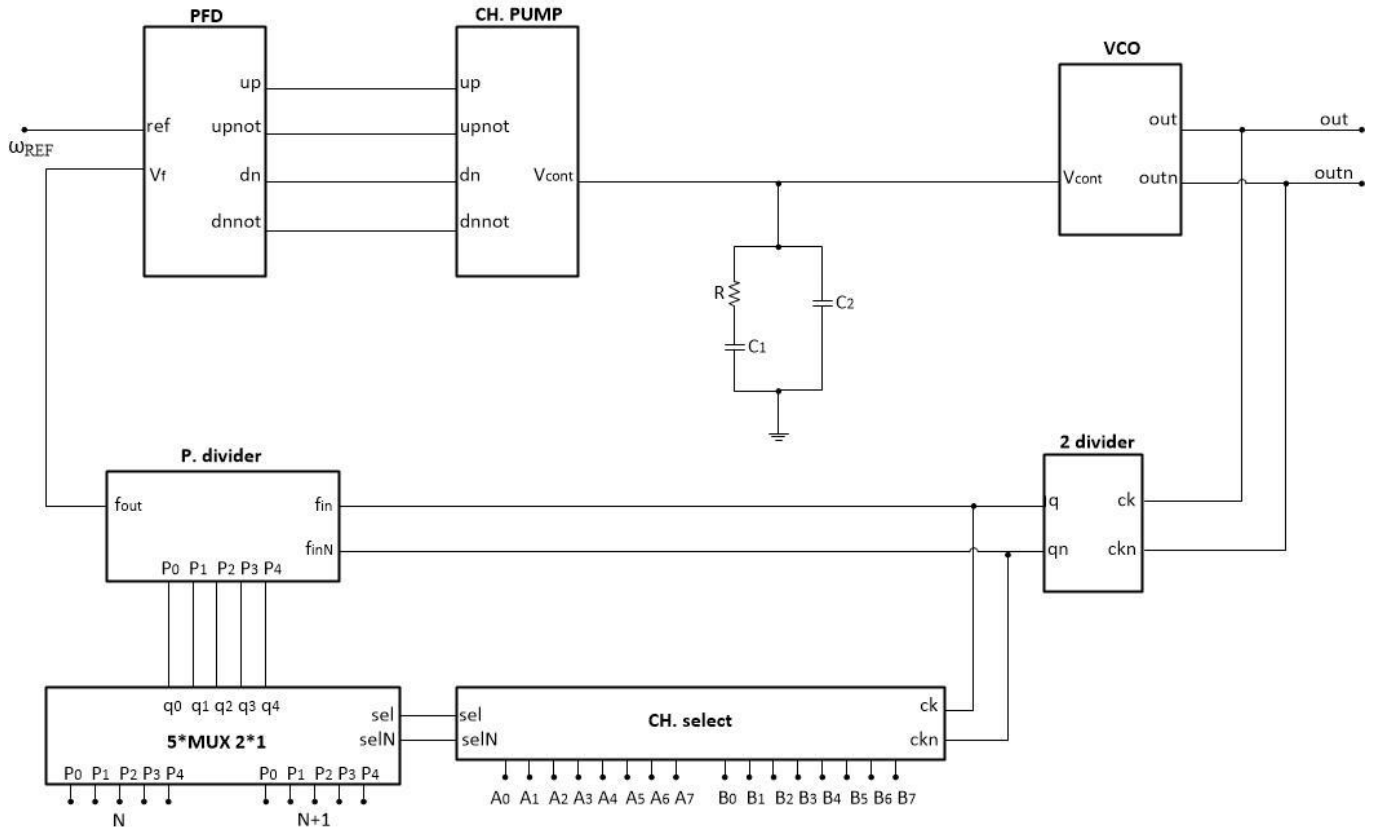 PFD
CH. PUMP
VCO
up
up
upnot
upnot
ref
ωREF
Vf
dn
dn
Vcont
dnnot
dnnot
out
out
Vcont
outn
outn
R
C1
C2
P. divider
2 divider
fout
fin
finN
q
ck
qn
ckn
P0 P1 P2 P3 P4
q0 q1 q2 q3 q4
sel
selN
5*MUX 2*1
sel
selN
CH. select
ck
ckn
P0 P1 P2 P3 P4
P0 P1 P2 P3 P4
N
N+1
A0 A1 A2 A3 A4 A5 A6 A7
B0 B1 B2 B3 B4 B5 B6 B7